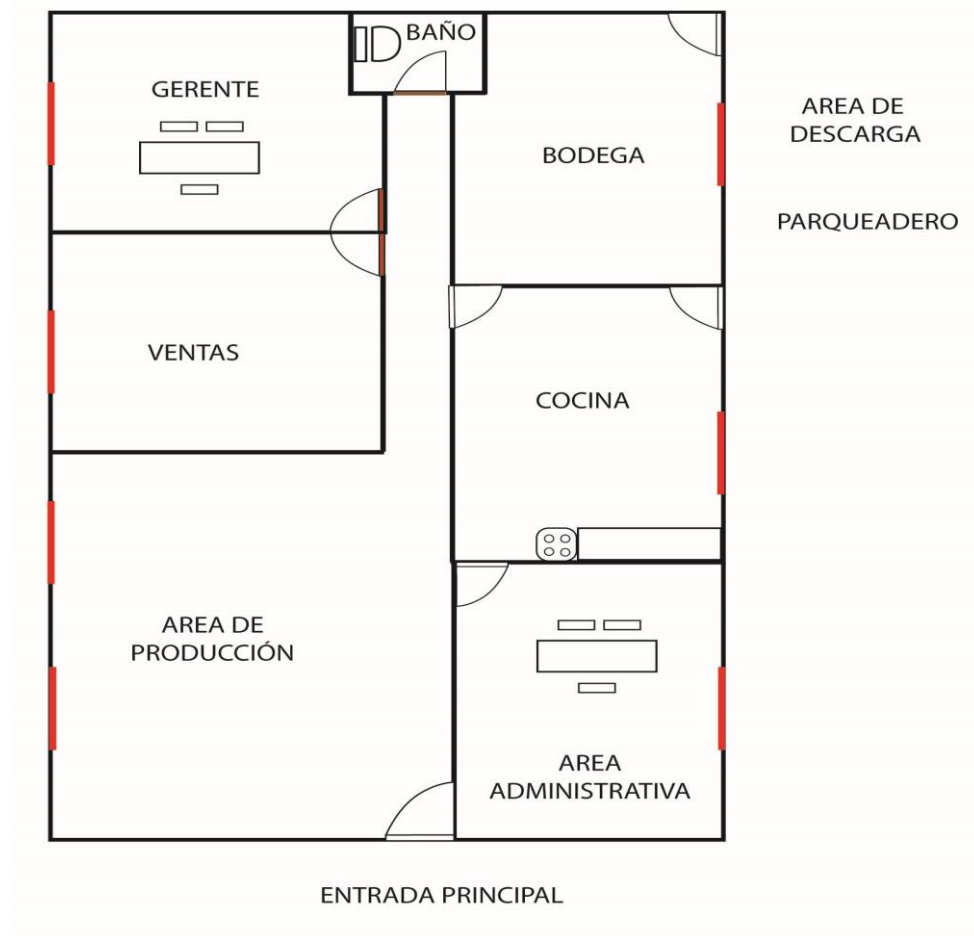 BAÑO
GERENTE
AREA DE
DESCARGA
BODEGA
PARQUEADERO
VENTAS
COCINA
AREA DE
PRODUCCIÓN
AREA
ADMINISTRATIVA
ENTRADA PRINCIPAL